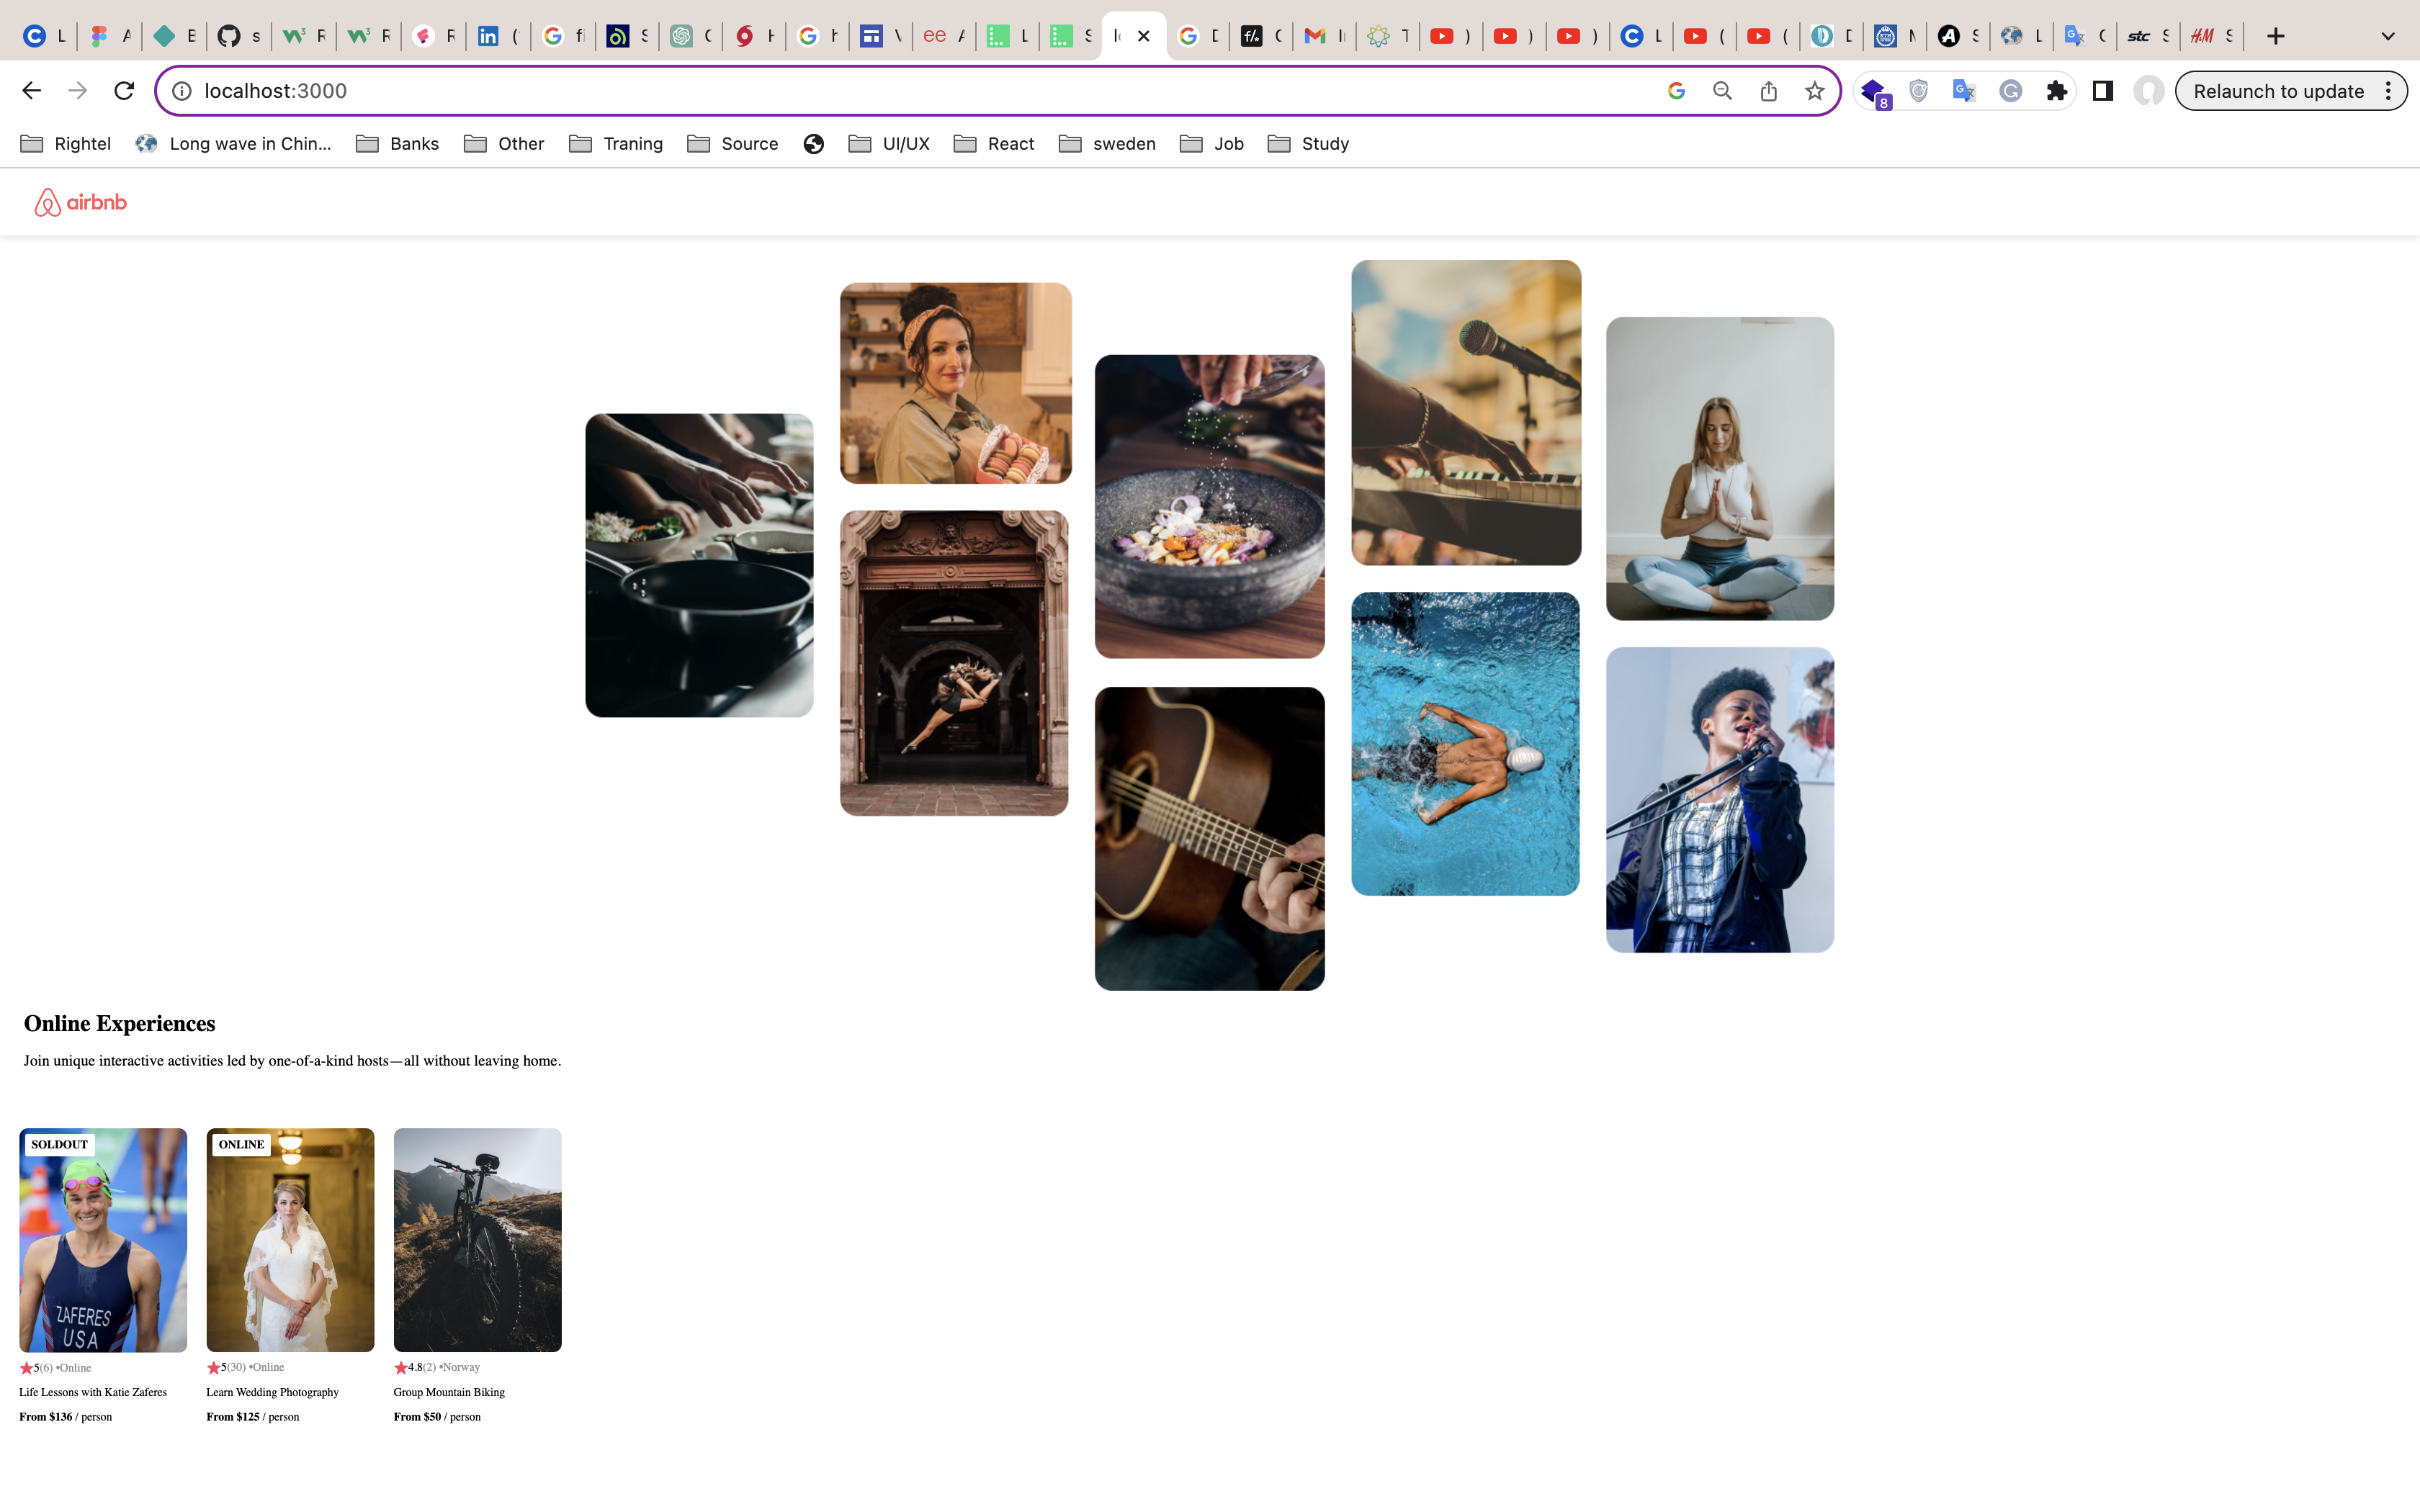 localhost:3000
Relaunch to update
8
Rightel
Long wave in Chin...
Banks
Other
Traning
Source
UI/UX
React
sweden
Job
Study
airbnb
Online Experiences
Join unique interactive activities led by one-of-a-kind hosts—all without leaving home.
SOLDOUT
ZAFERES
USA
5(6) •Online
Life Lessons with Katie Zaferes
From $136 / person
ONLINE
5(30) •Online
Learn Wedding Photography
From $125 / person
4.8(2) •Norway
Group Mountain Biking
From $50 / person